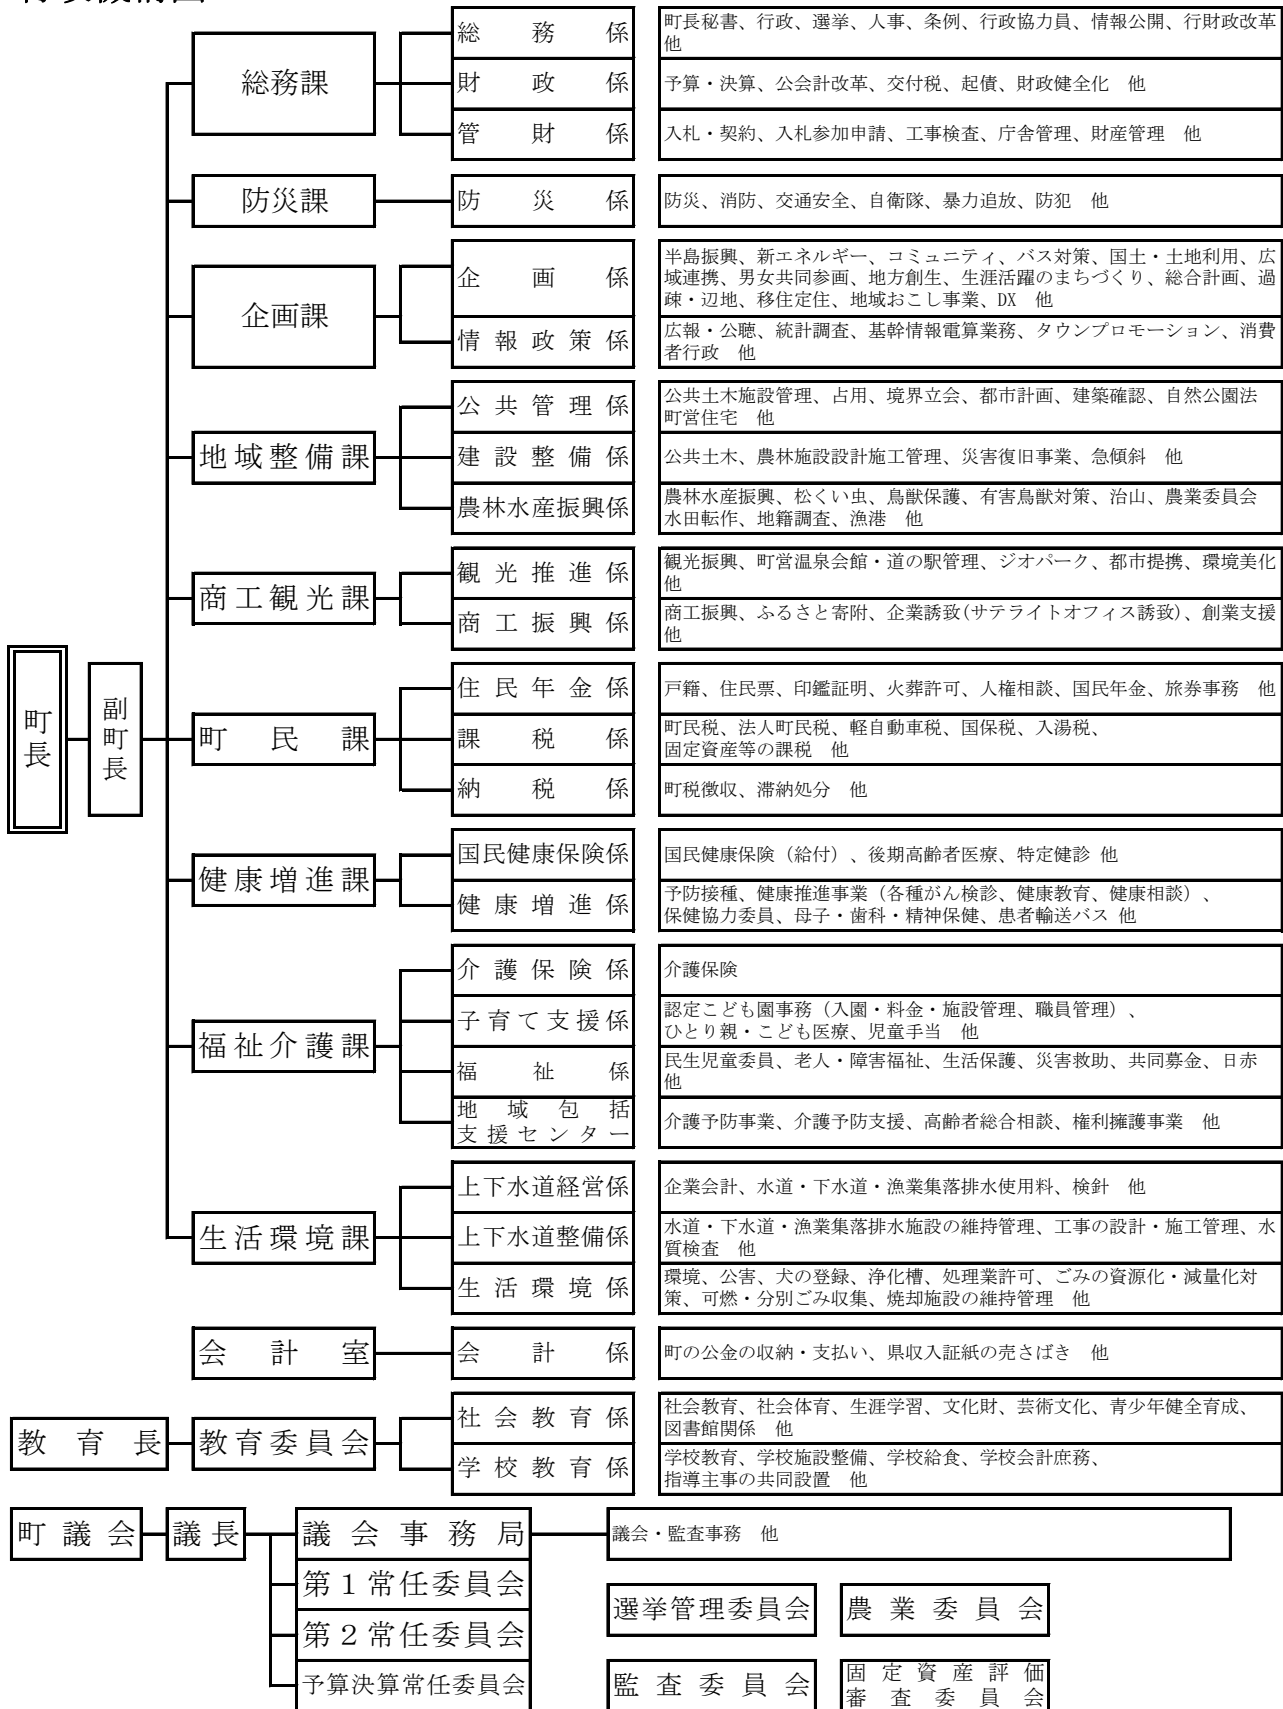 総務課
総務係
町長秘書、行政、選挙、人事、条例、行政協力員、情報公開、行財政改革
他
財政係
予算・決算、公会計改革、交付税、起債、財政健全化 他
管財係
入札・契約、入札参加申請、工事検査、庁舎管理、財産管理 他
防災課
防災係
防災、消防、交通安全、自衛隊、暴力追放、防犯 他
企画課
企画係
半島振興、新エネルギー、コミュニティ、バス対策、国土・土地利用、広
域連携、男女共同参画、地方創生、生涯活躍のまちづくり、総合計画、過
疎・辺地、移住定住、地域おこし事業、DX 他
情報政策係
広報・公聴、統計調査、基幹情報電算業務、タウンプロモーション、消費
者行政 他
地域整備課
公共管理係
公共土木施設管理、占用、境界立会、都市計画、建築確認、自然公園法
町営住宅 他
建設整備係
公共土木、農林施設設計施工管理、災害復旧事業、急傾斜 他
農林水産振興係
農林水産振興、松くい虫、鳥獣保護、有害鳥獣対策、治山、農業委員会
水田転作、地籍調査、漁港 他
商工観光課
観光推進係
観光振興、町営温泉会館・道の駅管理、ジオパーク、都市提携、環境美化
他
商工振興係
商工振興、ふるさと寄附、企業誘致(サテライトオフィス誘致)、創業支援
他
町長
副町長
町民課
住民年金係
戸籍、住民票、印鑑証明、火葬許可、人権相談、国民年金、旅券事務 他
課税係
町民税、法人町民税、軽自動車税、国保税、入湯税、
固定資産等の課税 他
納税係
町税徴収、滞納処分 他
健康増進課
国民健康保険係
国民健康保険（給付）、後期高齢者医療、特定健診 他
健康増進係
予防接種、健康推進事業（各種がん検診、健康教育、健康相談）、
保健協力委員、母子・歯科・精神保健、患者輸送バス 他
福祉介護課
介護保険係
介護保険
子育て支援係
認定こども園事務（入園・料金・施設管理、職員管理）、
ひとり親・こども医療、児童手当 他
福祉係
民生児童委員、老人・障害福祉、生活保護、災害救助、共同募金、日赤
他
地域包括
支援センター
介護予防事業、介護予防支援、高齢者総合相談、権利擁護事業 他
生活環境課
上下水道経営係
企業会計、水道・下水道・漁業集落排水使用料、検針 他
上下水道整備係
水道・下水道・漁業集落排水施設の維持管理、工事の設計・施工管理、水
質検査 他
生活環境係
環境、公害、犬の登録、浄化槽、処理業許可、ごみの資源化・減量化対
策、可燃・分別ごみ収集、焼却施設の維持管理 他
会計室
会計係
町の公金の収納・支払い、県収入証紙の売さばき 他
教育長
教育委員会
社会教育係
社会教育、社会体育、生涯学習、文化財、芸術文化、青少年健全育成、
図書館関係 他
学校教育係
学校教育、学校施設整備、学校給食、学校会計庶務、
指導主事の共同設置 他
町議会
議長
議会事務局
議会・監査事務 他
第１常任委員会
第２常任委員会
予算決算常任委員会
選挙管理委員会
農業委員会
監査委員会
固定資産評価
審査委員会